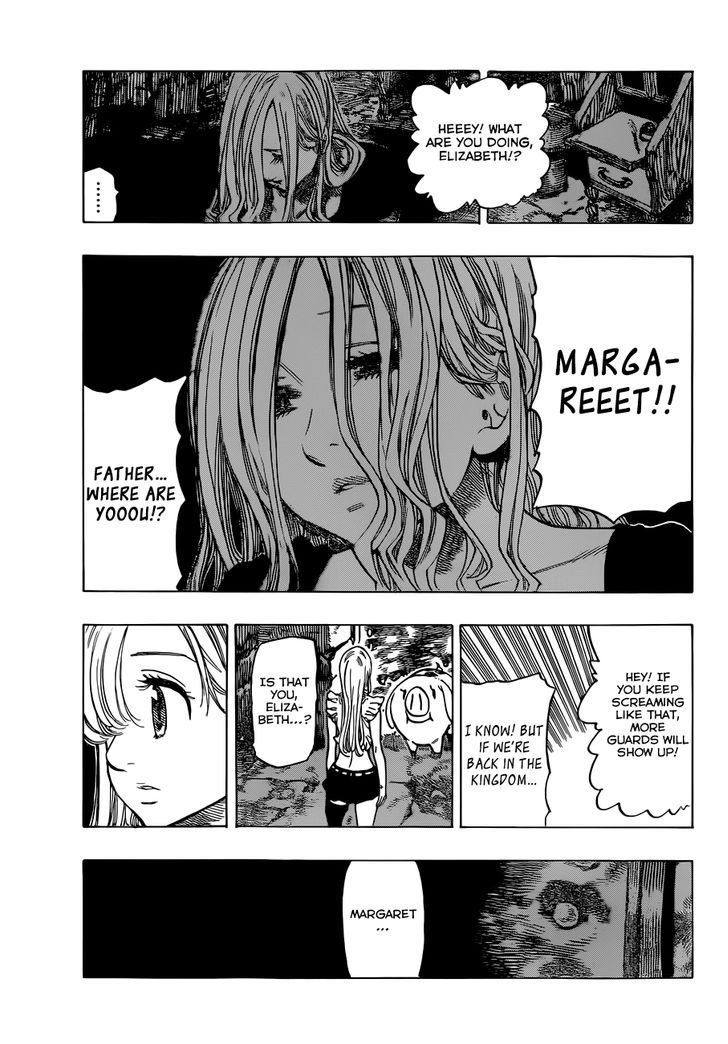 HEEEY! WHAT
ARE YOU DOING,
ELIZABETH!?
......
MARGA-
REEET!!
FATHER...
WHERE ARE
YOOOU!?
HEY! IF
YOU KEEP
SCREAMING
LIKE THAT,
MORE
GUARDS WILL
SHOW UP!
I KNOW! BUT
IF WE'RE
BACK IN THE
KINGDOM...
IS THAT
YOU,
ELIZA-
BETH...?
MARGARET
...